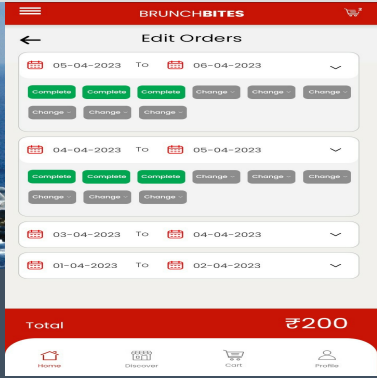 BRUNCHBITES
Edit Orders
05-04-2023 To 06-04-2023
Complete Complete Complete Change Change Change
Change Change Change
04-04-2023 To 05-04-2023
Complete Complete Complete Change Change Change
Change Change Change
03-04-2023 To 04-04-2023
01-04-2023 To 02-04-2023
Total ₹200
Home Discover Cart Profile